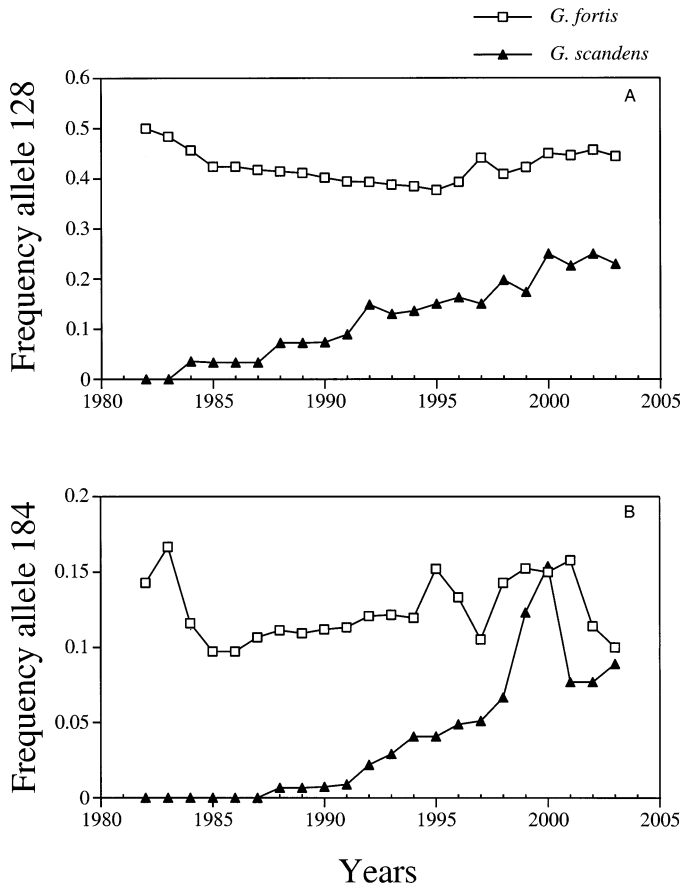 G. fortis
G. scandens
A
Frequency allele 128
0.6
0.5
0.4
0.3
0.2
0.1
0
1980 1985 1990 1995 2000 2005
B
Frequency allele 184
0.2
0.15
0.1
0.05
0
1980 1985 1990 1995 2000 2005
Years